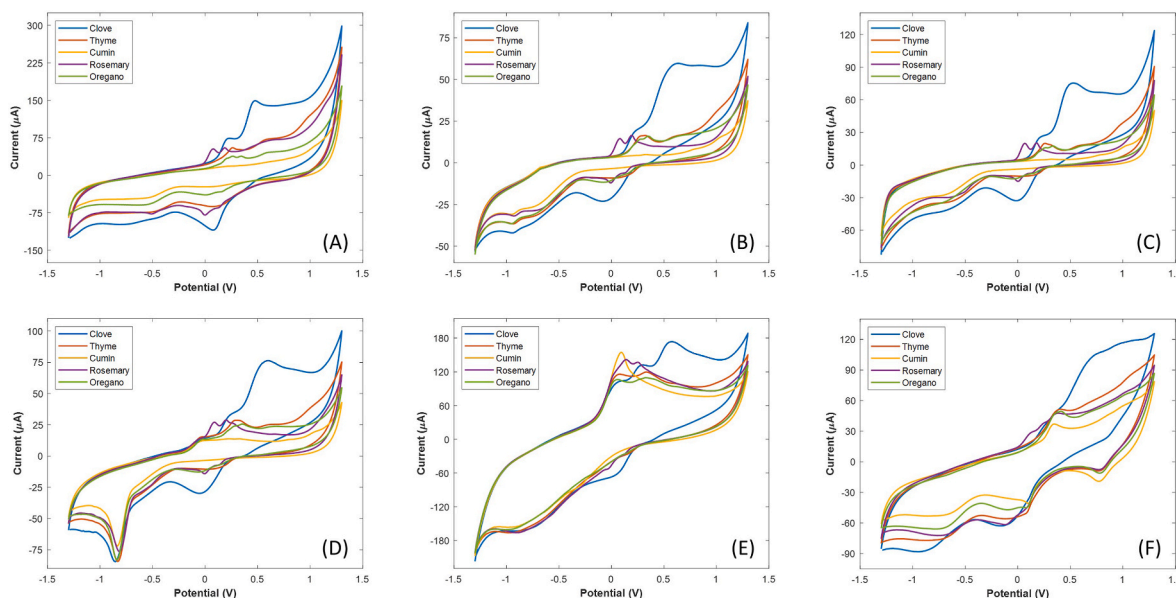 300
225
150
75
0
-75
-150
Current (μA)
Clove
Thyme
Cumin
Rosemary
Oregano
(A)
-1.5 -1 -0.5 0 0.5 1 1.5
Potential (V)
100
50
0
-50
Current (μA)
Clove
Thyme
Cumin
Rosemary
Oregano
(B)
-1.5 -1 -0.5 0 0.5 1 1.5
Potential (V)
120
60
0
-60
Current (μA)
Clove
Thyme
Cumin
Rosemary
Oregano
(C)
-1.5 -1 -0.5 0 0.5 1 1.5
Potential (V)
100
75
50
25
0
-25
-50
-75
Current (μA)
Clove
Thyme
Cumin
Rosemary
Oregano
(D)
-1.5 -1 -0.5 0 0.5 1 1.5
Potential (V)
180
120
60
0
-60
-120
-180
Current (μA)
Clove
Thyme
Cumin
Rosemary
Oregano
(E)
-1.5 -1 -0.5 0 0.5 1 1.5
Potential (V)
120
90
60
30
0
-30
-60
-90
Current (μA)
Clove
Thyme
Cumin
Rosemary
Oregano
(F)
-1.5 -1 -0.5 0 0.5 1 1.5
Potential (V)